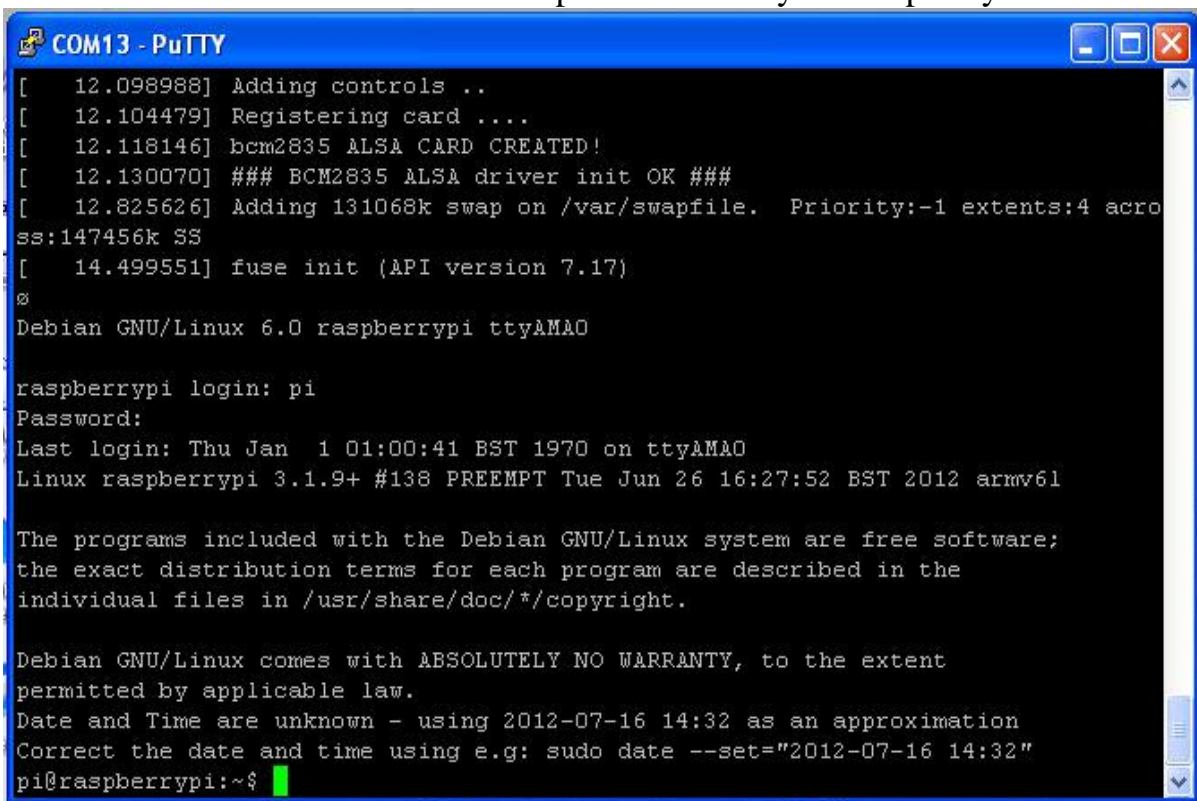 COM13 - PuTTY
[   12.098988] Adding controls ..
[   12.104479] Registering card ....
[   12.118146] bcm2835 ALSA CARD CREATED!
[   12.130070] ### BCM2835 ALSA driver init OK ###
[   12.825626] Adding 131068k swap on /var/swapfile.  Priority:-1 extents:4 acro
ss:147456k SS
[   14.499551] fuse init (API version 7.17)
ø
Debian GNU/Linux 6.0 raspberrypi ttyAMA0

raspberrypi login: pi
Password:
Last login: Thu Jan  1 01:00:41 BST 1970 on ttyAMA0
Linux raspberrypi 3.1.9+ #138 PREEMPT Tue Jun 26 16:27:52 BST 2012 armv6l

The programs included with the Debian GNU/Linux system are free software;
the exact distribution terms for each program are described in the
individual files in /usr/share/doc/*/copyright.

Debian GNU/Linux comes with ABSOLUTELY NO WARRANTY, to the extent
permitted by applicable law.
Date and Time are unknown - using 2012-07-16 14:32 as an approximation
Correct the date and time using e.g: sudo date --set="2012-07-16 14:32"
pi@raspberrypi:~$